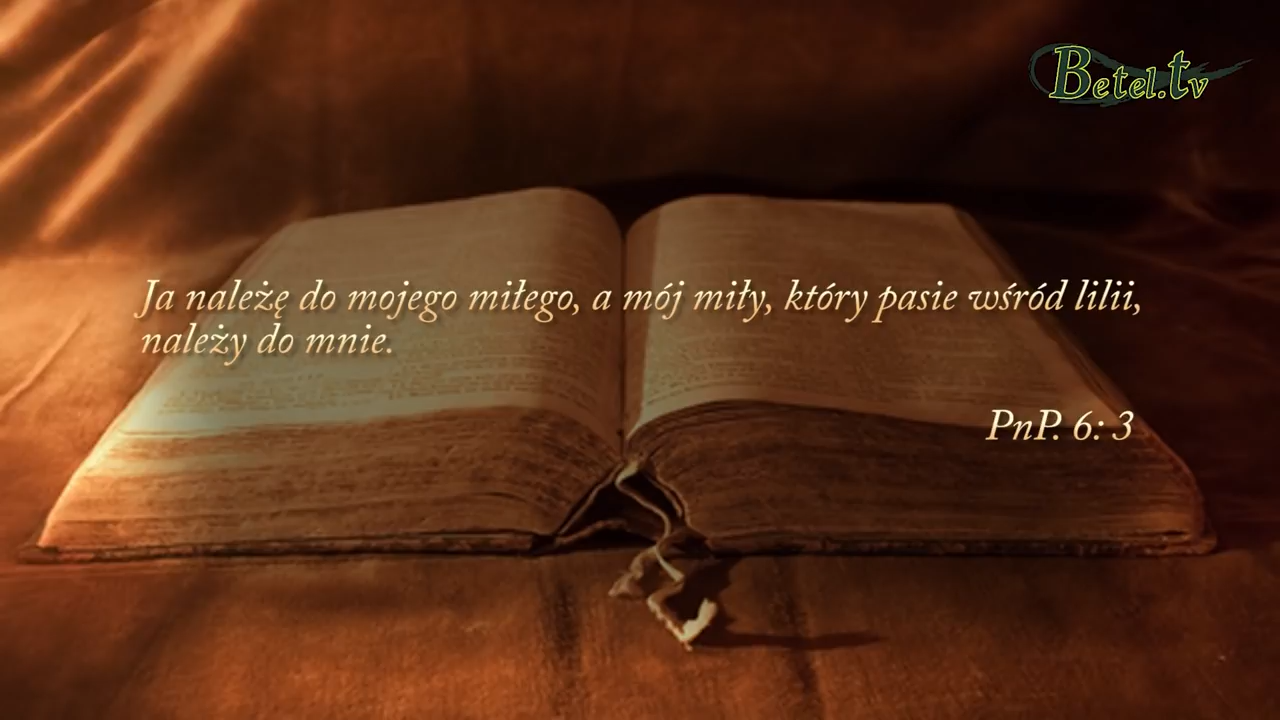 Betel.tv
Ja należę do mojego miłego, a mój miły, który pasie wśród lilii,
należy do mnie.
PnP. 6: 3